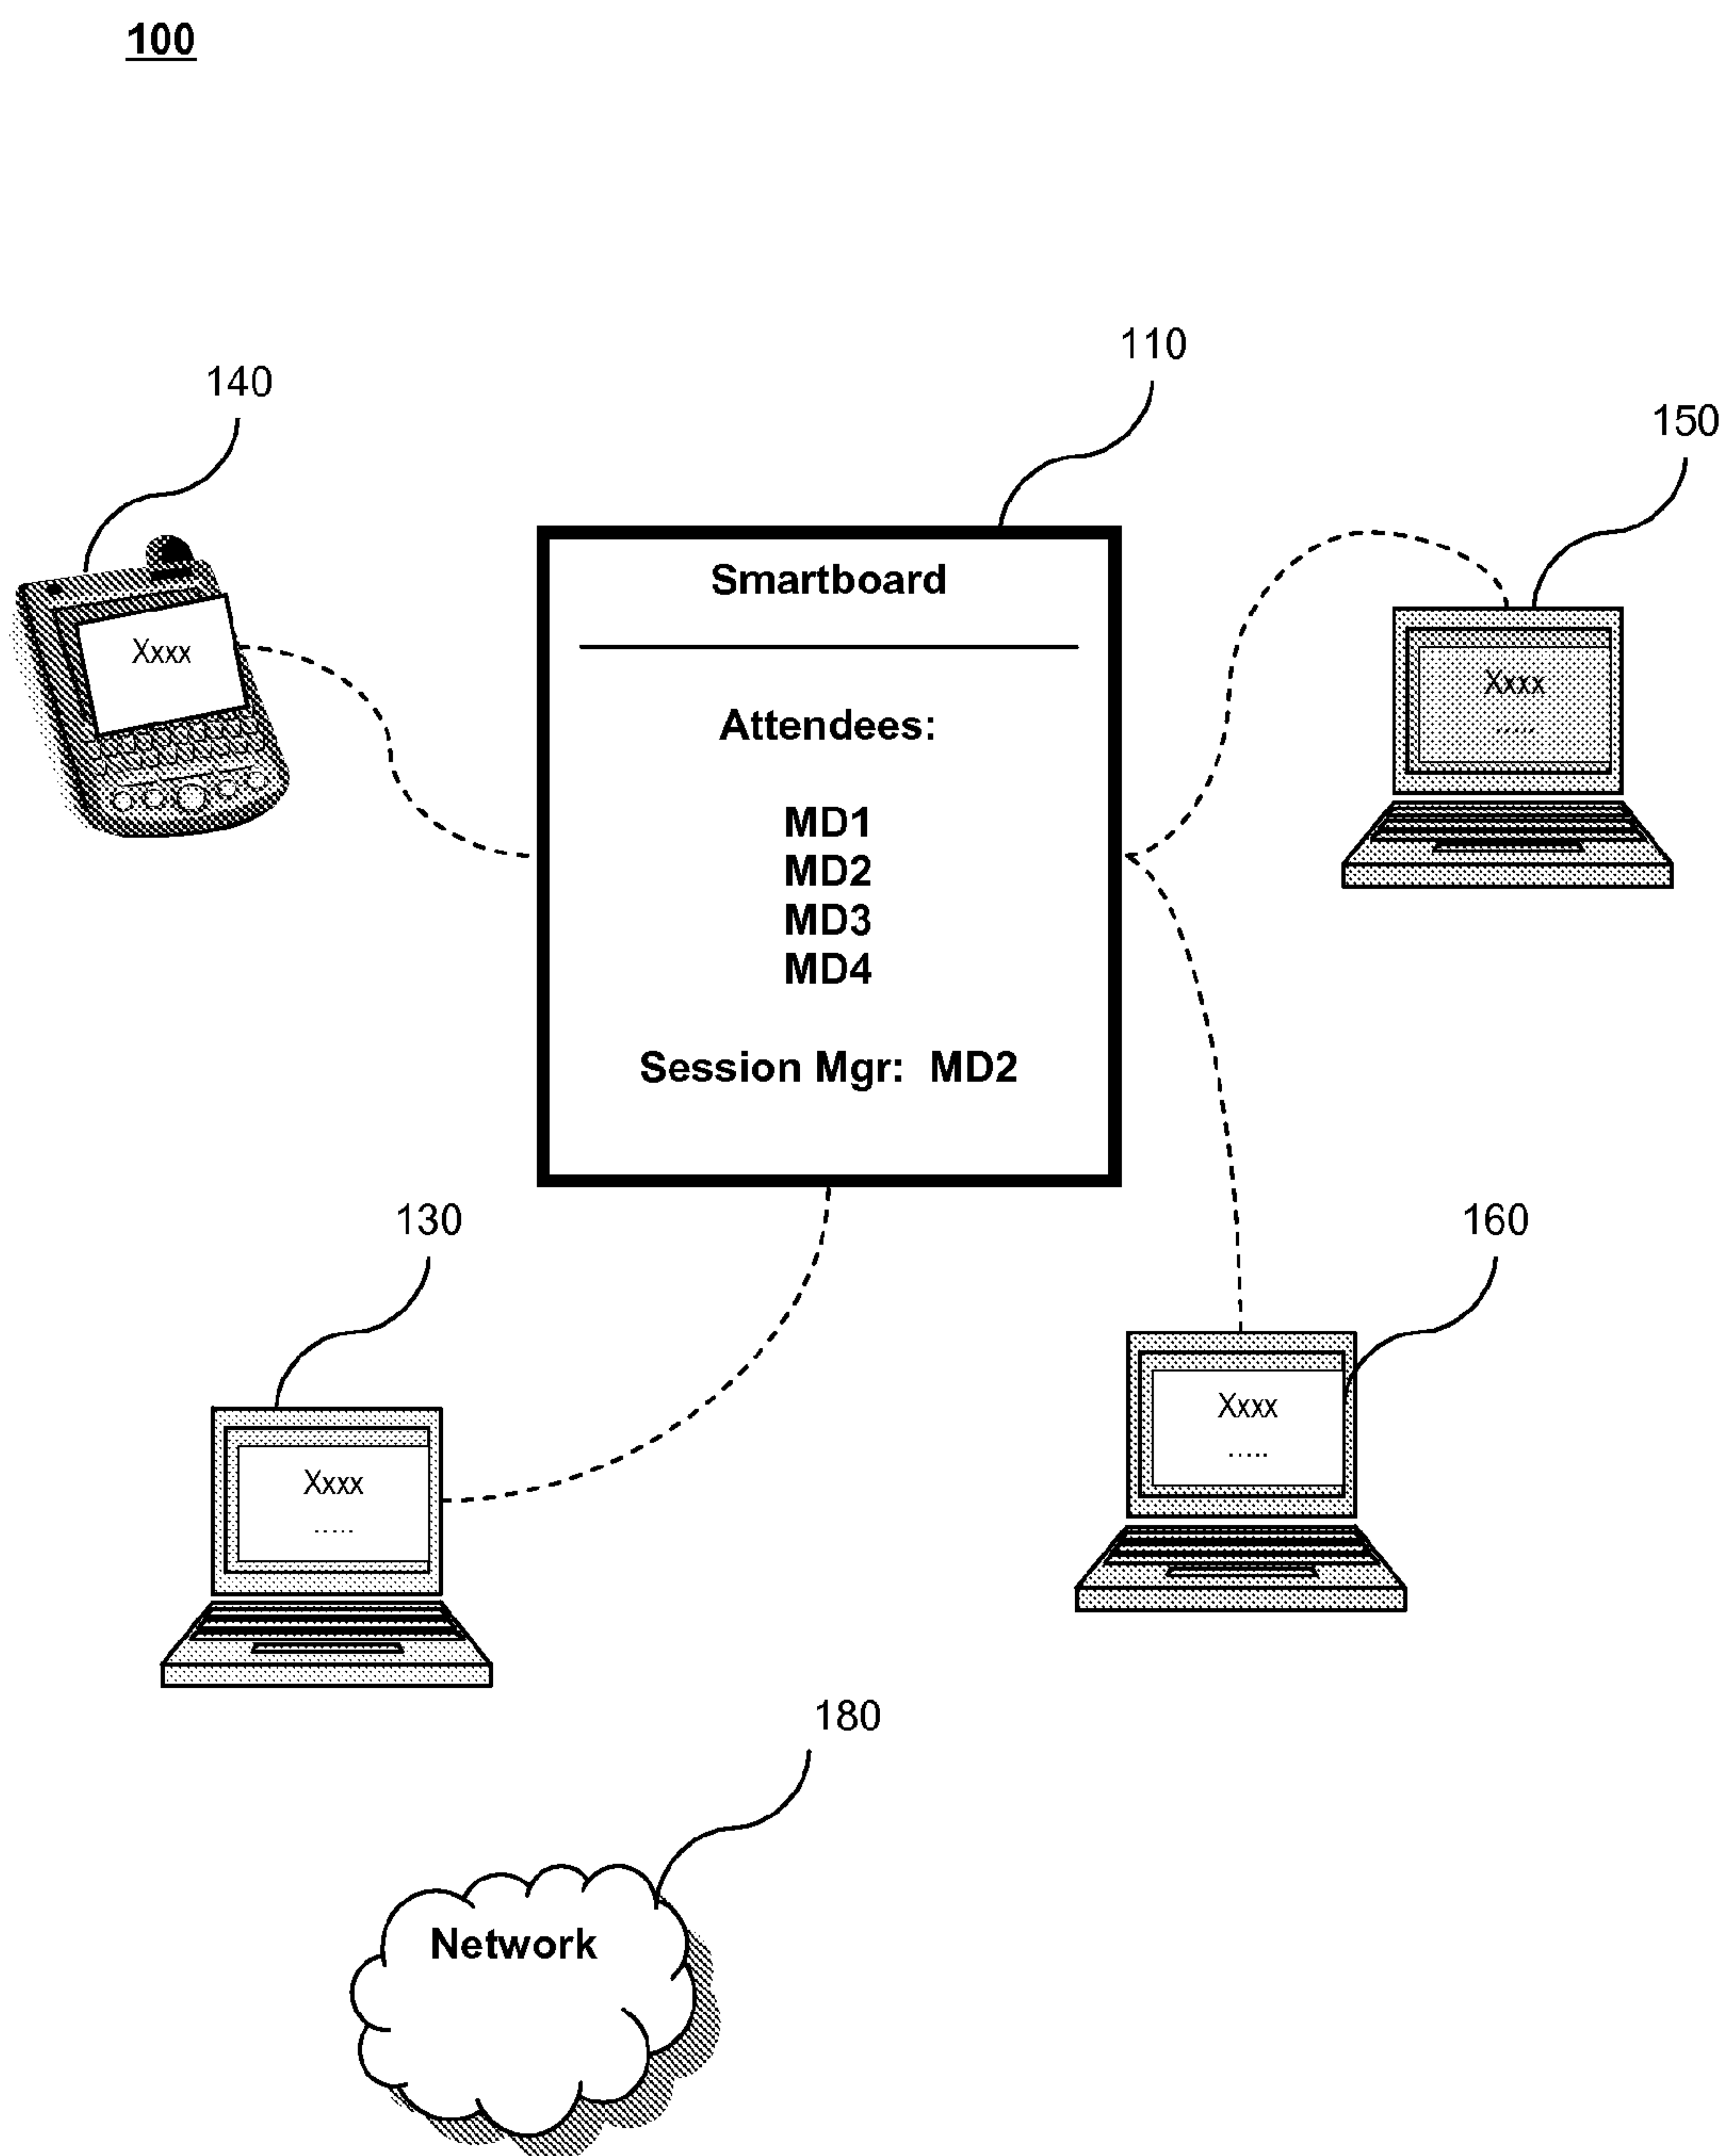 100
110
140
150
Smartboard
Xxxx
Xxxx
.....
Attendees:
MD1
MD2
MD3
MD4
Session Mgr: MD2
130
160
Xxxx
.....
Xxxx
.....
180
Network